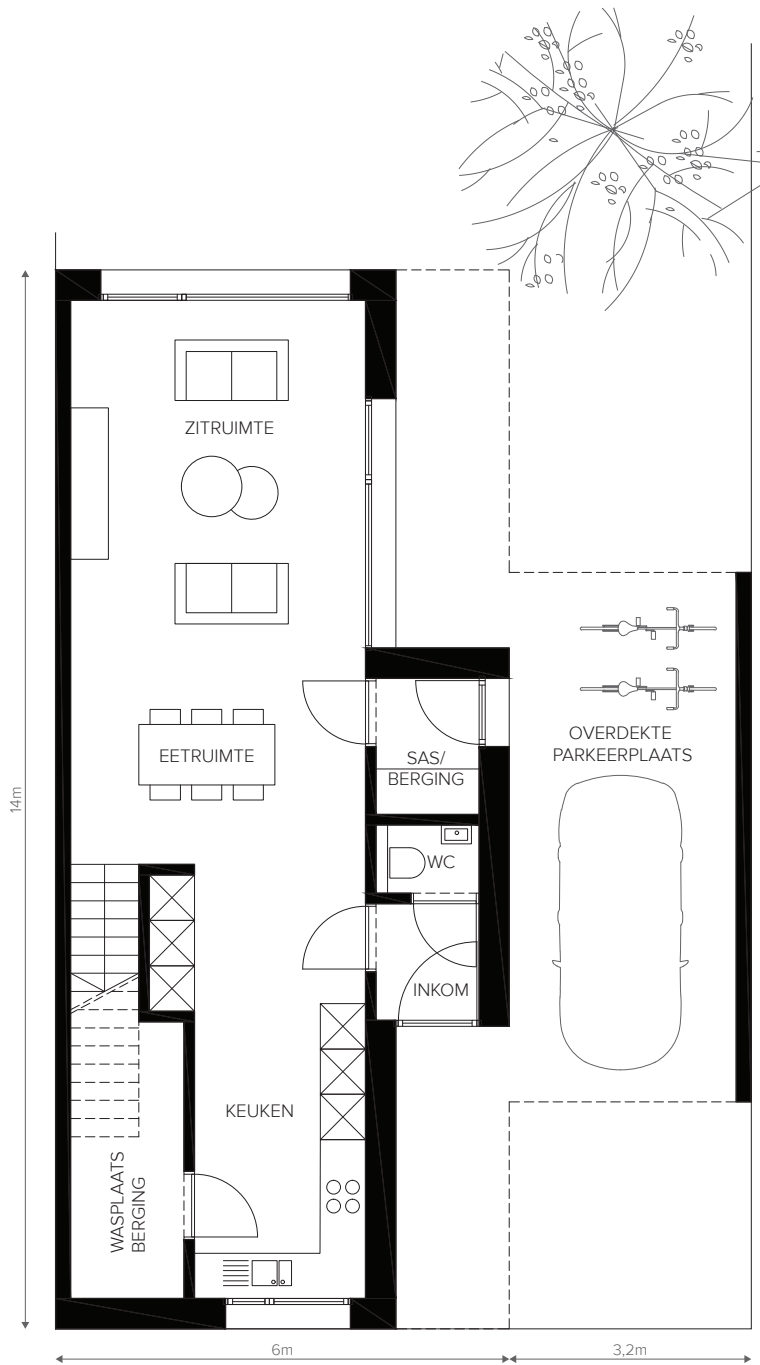 ZITRUIMTE
OVERDEKTE
PARKEERPLAATS
EETRUIMTE
SAS/
BERGING
14m
WC
INKOM
KEUKEN
WASPLAATS
BERGING
6m
3,2m